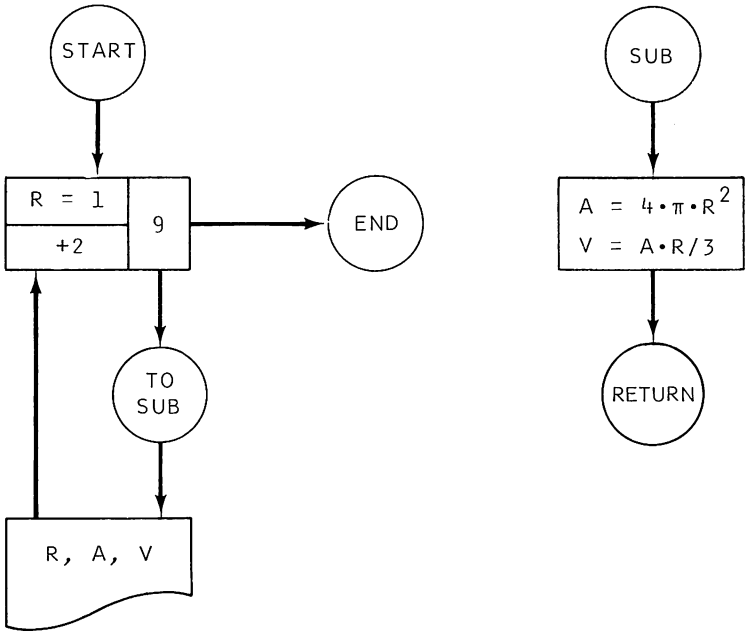 START
R = 1
+2
9
END
TO
SUB
R, A, V
SUB
A = 4•π•R²
V = A•R/3
RETURN